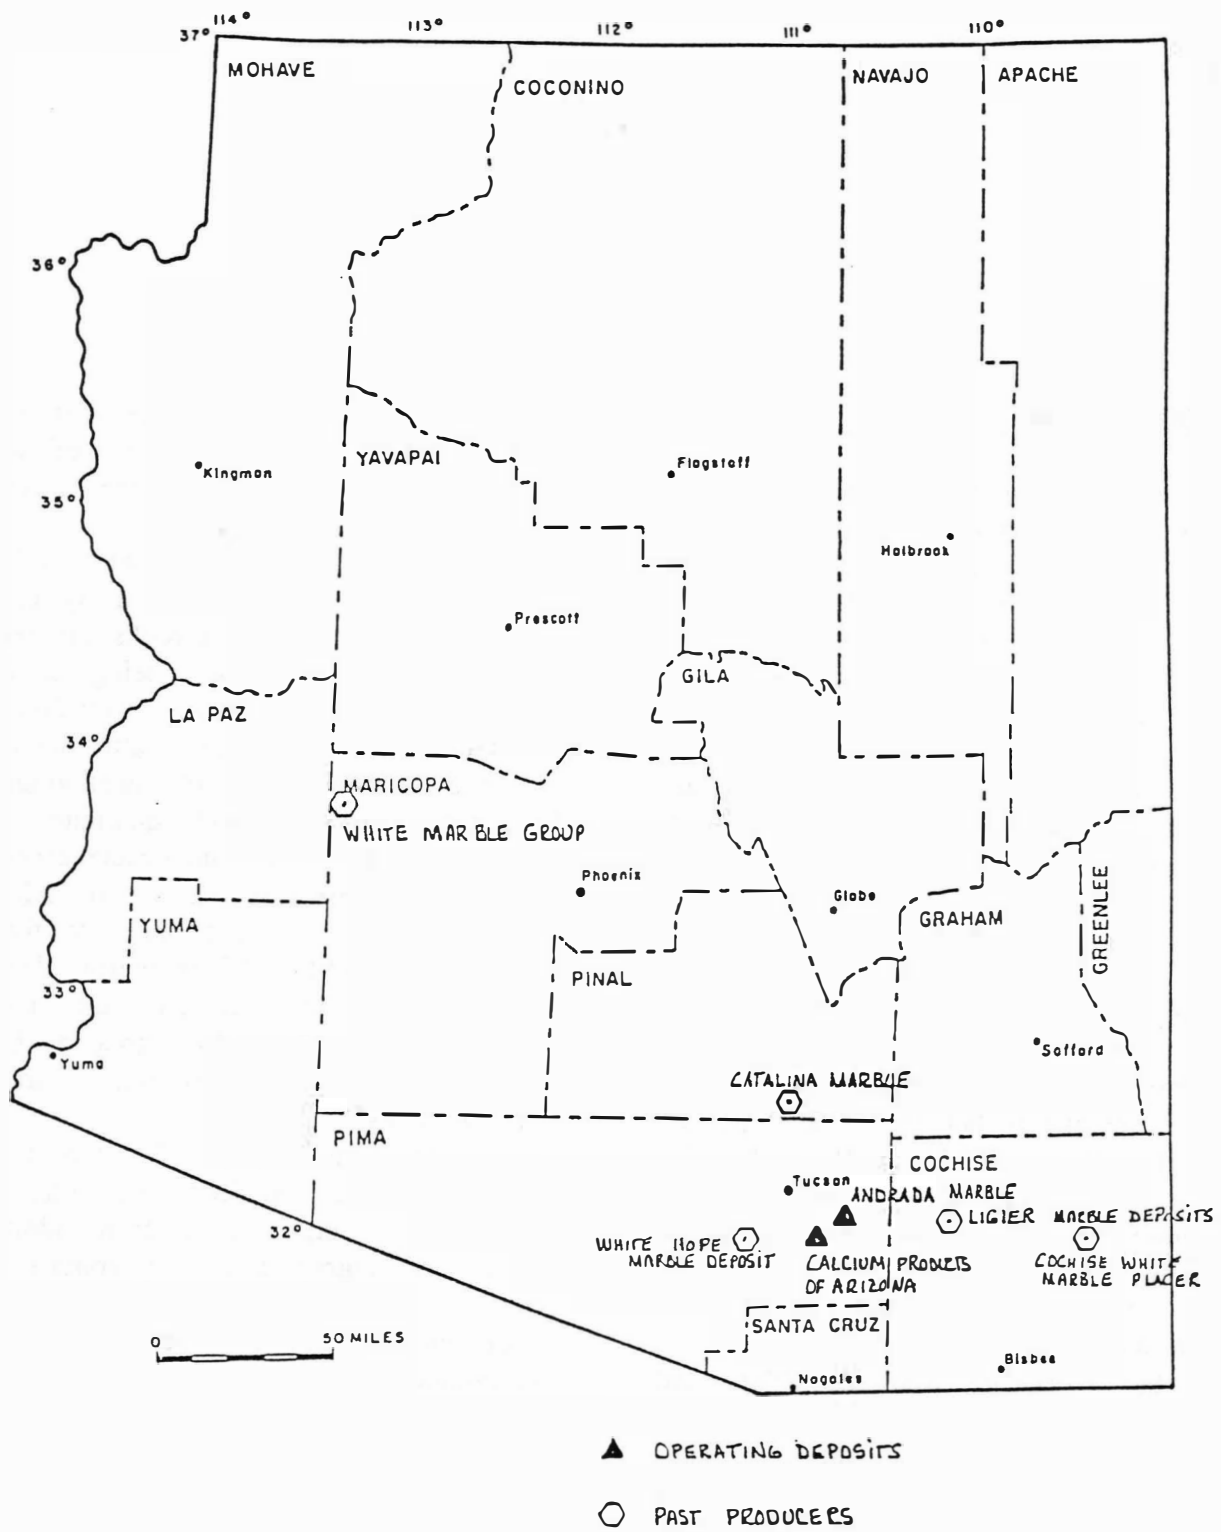 114°
113°
112°
111°
110°
37°
MOHAVE
COCONINO
NAVAJO
APACHE
36°
YAVAPAI
Kingman
Flagstaff
35°
Holbrook
Prescott
GILA
LA PAZ
34°
MARICOPA
WHITE MARBLE GROUP
Phoenix
Globe
GRAHAM
GREENLEE
YUMA
PINAL
33°
Yuma
Safford
CATALINA MARBLE
PIMA
COCHISE
Tucson
ANDRADA MARBLE
LIGIER MARBLE DEPOSITS
32°
WHITE HOPE
MARBLE DEPOSIT
CALCIUM PRODUCTS
OF ARIZONA
COCHISE WHITE
MARBLE PLACER
SANTA CRUZ
0 50 MILES
Bisbee
Nogales
OPERATING DEPOSITS
PAST PRODUCERS